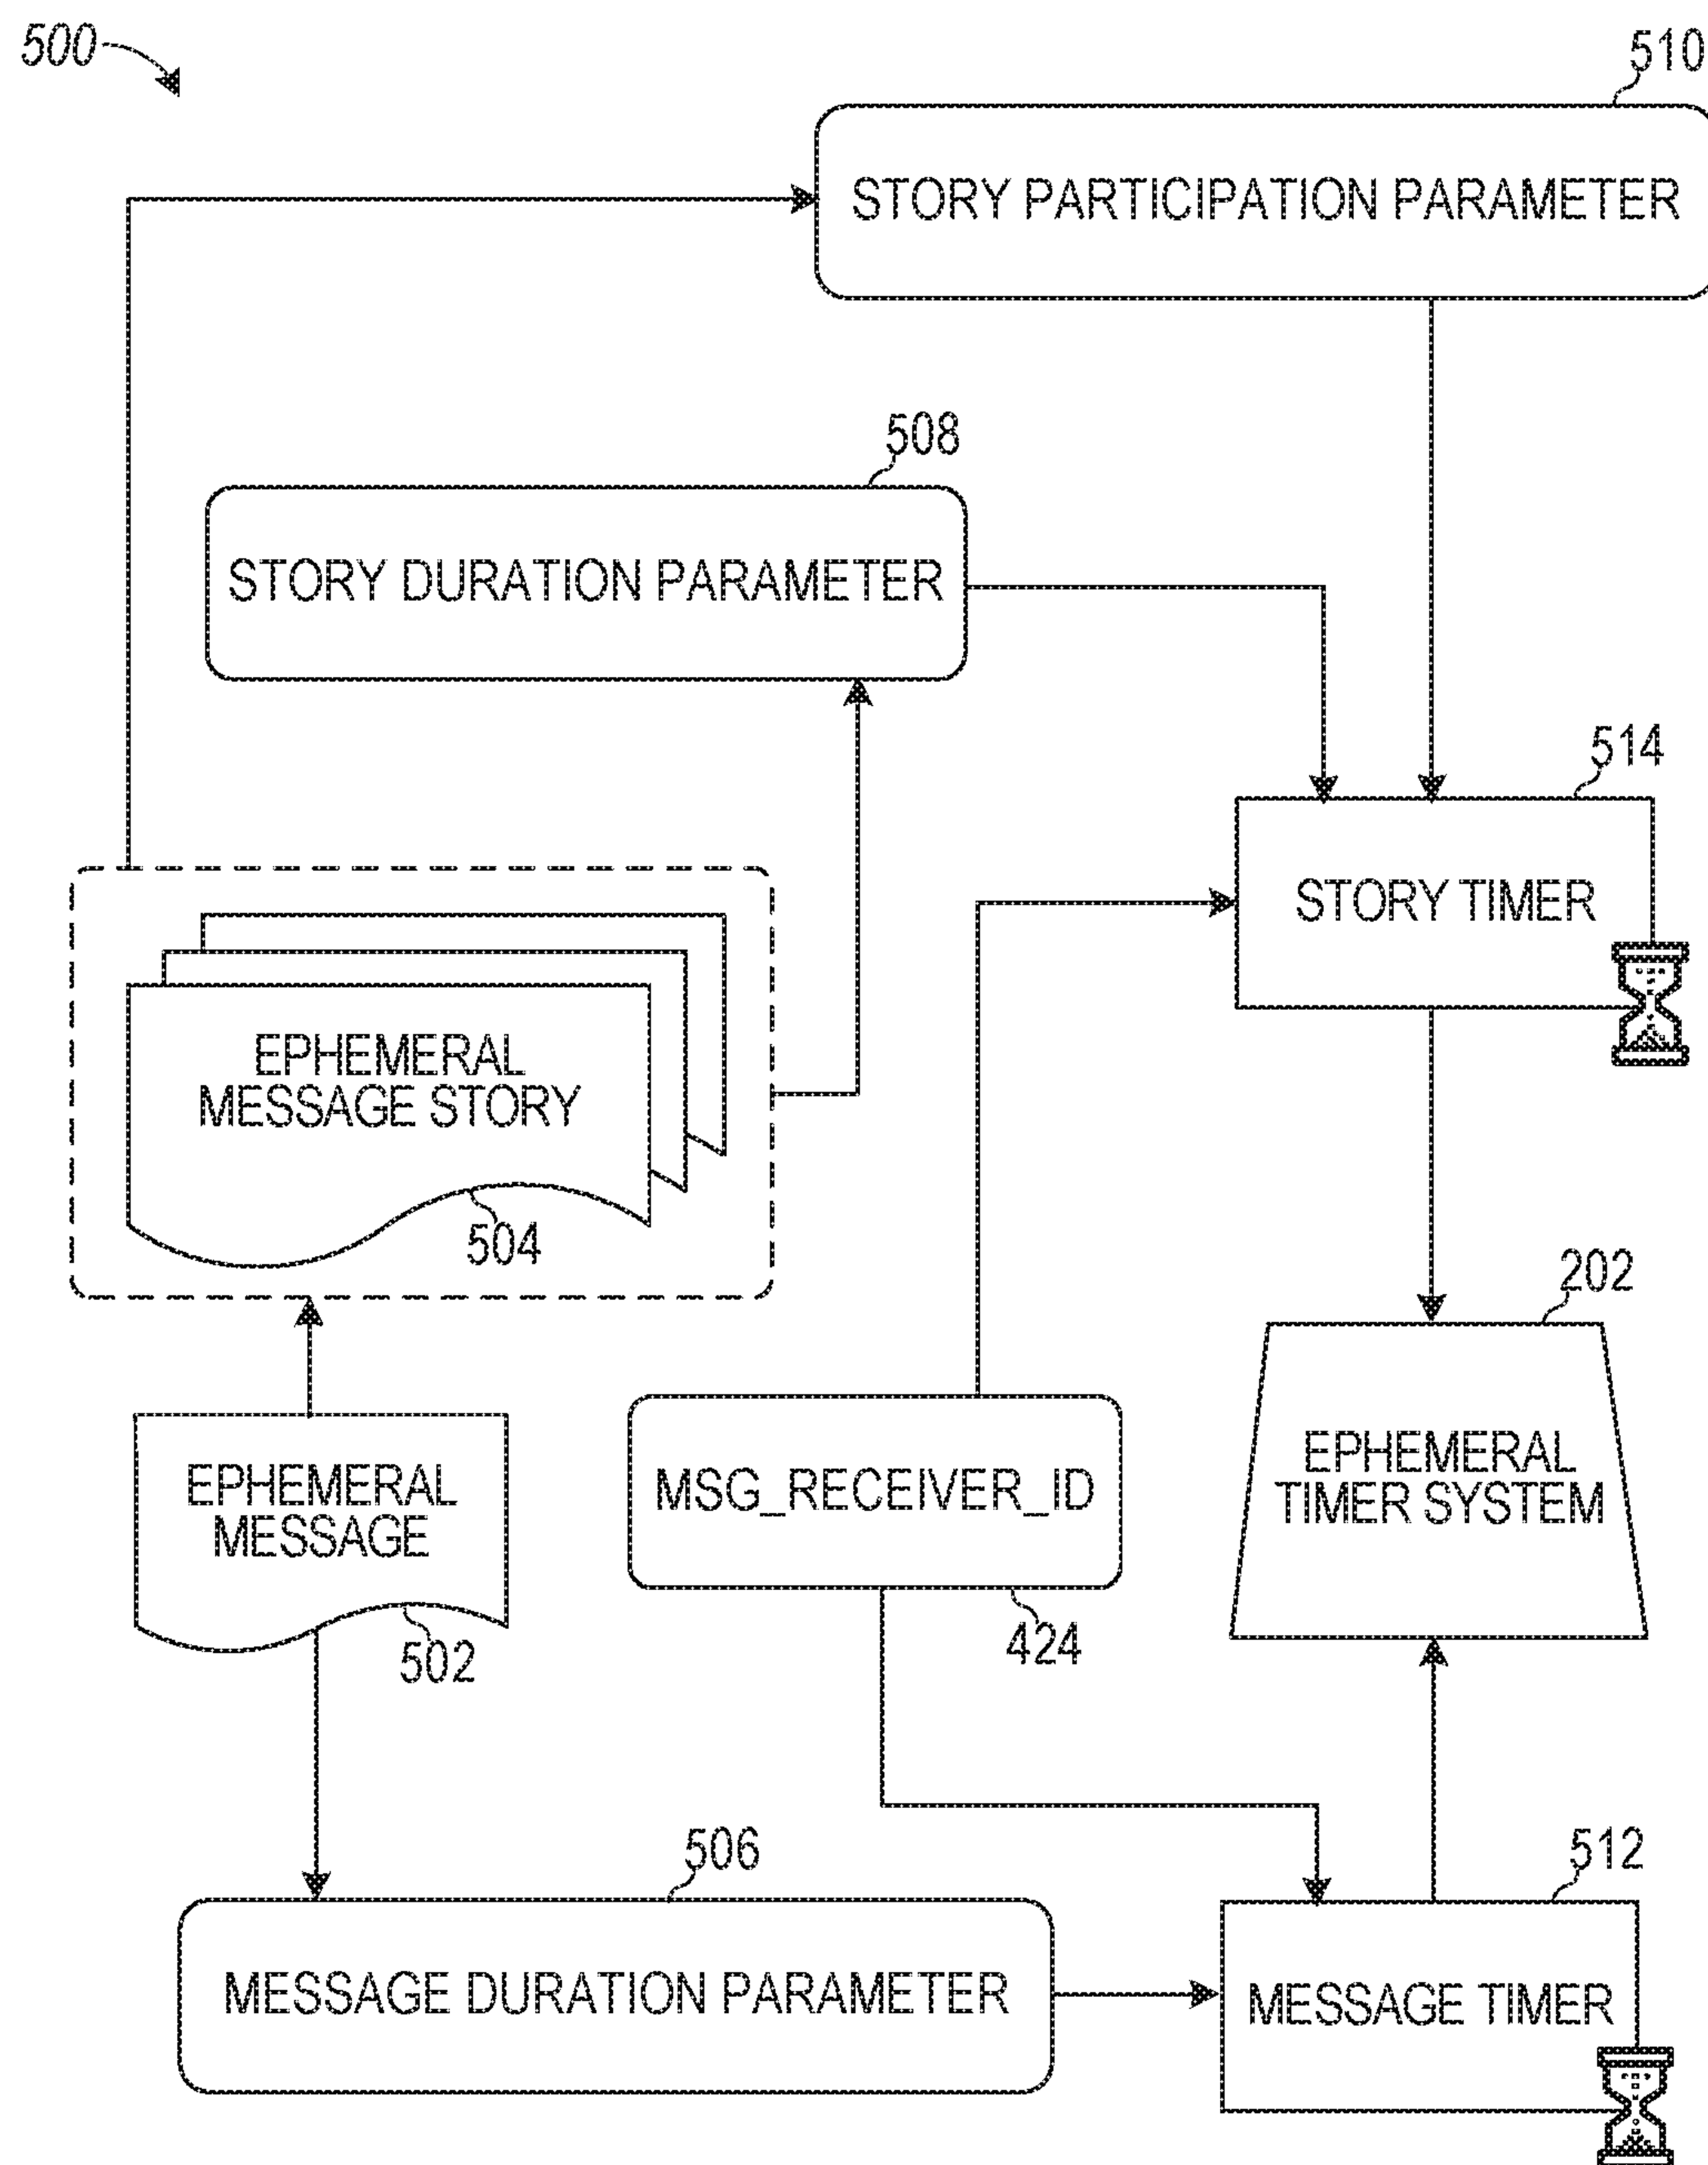 500
510
STORY PARTICIPATION PARAMETER
508
STORY DURATION PARAMETER
514
STORY TIMER
EPHEMERAL
MESSAGE STORY
504
202
EPHEMERAL
TIMER SYSTEM
EPHEMERAL
MESSAGE
502
MSG_RECEIVER_ID
424
506
MESSAGE DURATION PARAMETER
512
MESSAGE TIMER